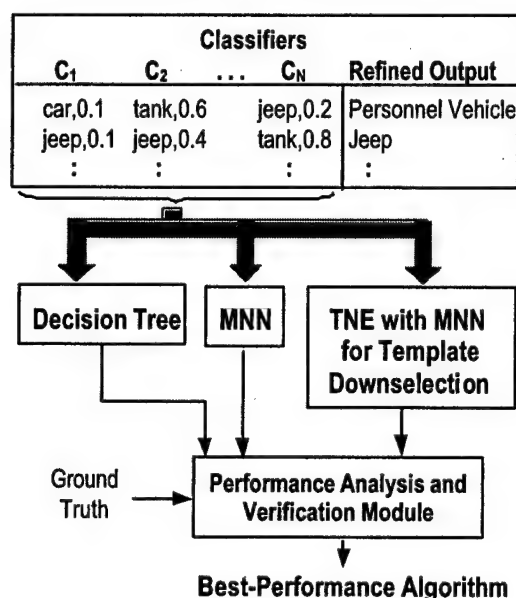 Classifiers
C1 C2 ... CN Refined Output
car,0.1 tank,0.6 jeep,0.2 Personnel Vehicle
jeep,0.1 jeep,0.4 tank,0.8 Jeep
: : : :
Decision Tree
MNN
TNE with MNN
for Template
Downselection
Ground
Truth
Performance Analysis and
Verification Module
Best-Performance Algorithm